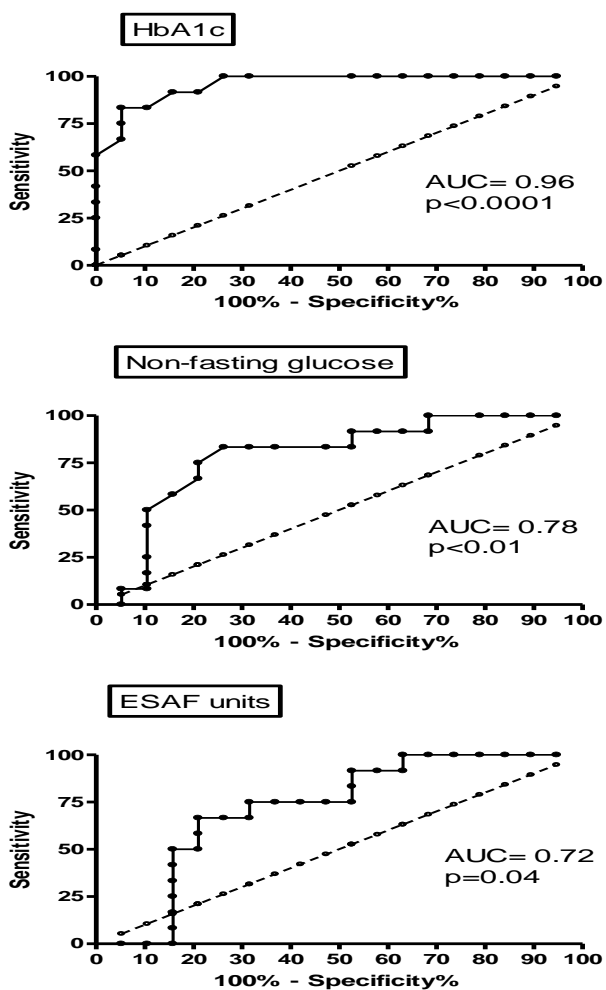 HbA1c
100
75
50
25
0
Sensitivity
AUC= 0.96
p<0.0001
0 10 20 30 40 50 60 70 80 90 100
100% - Specificity%
Non-fasting glucose
100
75
50
25
0
Sensitivity
AUC= 0.78
p<0.01
0 10 20 30 40 50 60 70 80 90 100
100% - Specificity%
ESAF units
100
75
50
25
0
Sensitivity
AUC= 0.72
p=0.04
0 10 20 30 40 50 60 70 80 90 100
100% - Specificity%